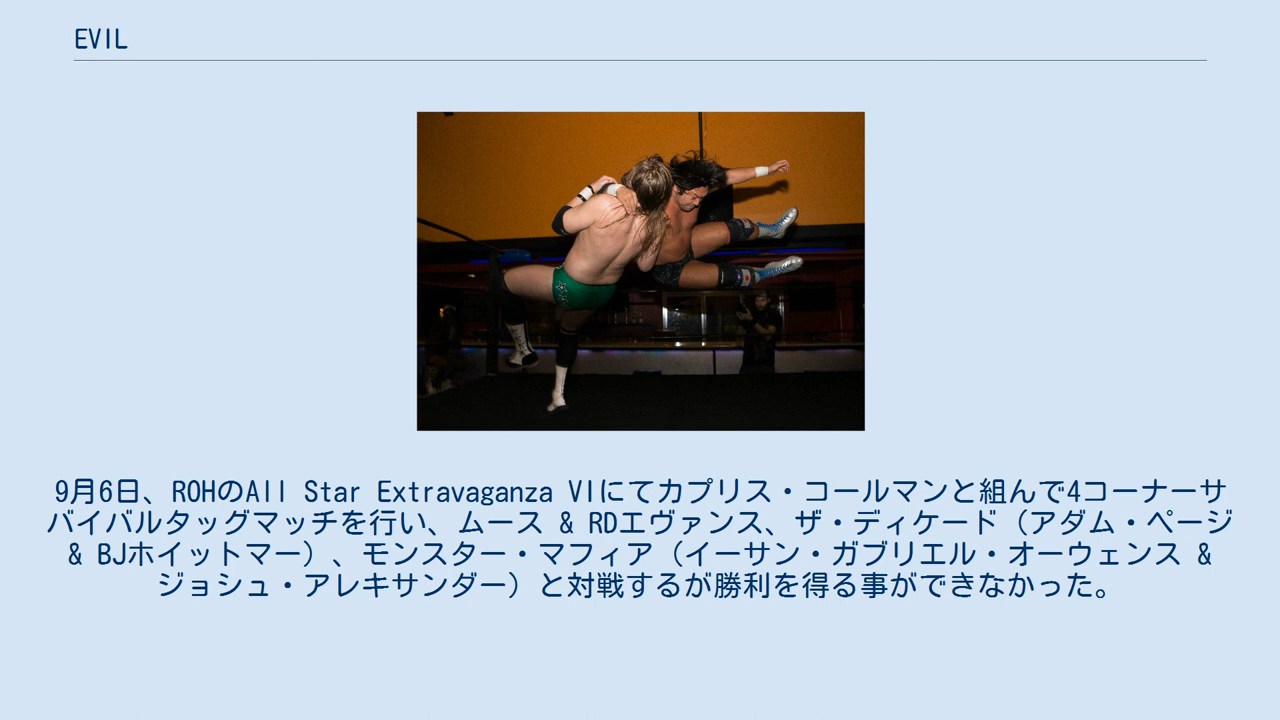 EVIL
9月6日、ROHのAll Star Extravaganza VIにてカプリス・コールマンと組んで4コーナーサ
バイバルタッグマッチを行い、ムース & RDエヴァンス、ザ・ディケード（アダム・ページ
& BJホイットマー）、モンスター・マフィア（イーサン・ガブリエル・オーウェンス &
ジョシュ・アレキサンダー）と対戦するが勝利を得る事ができなかった。